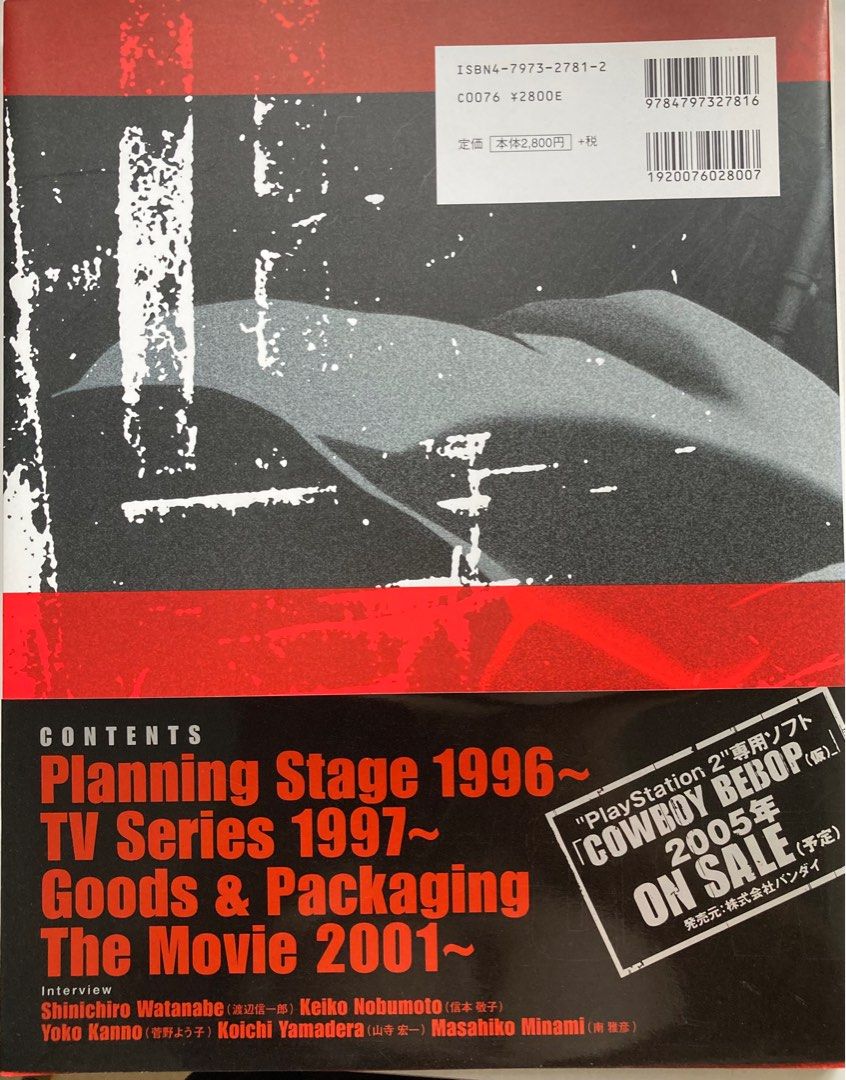 ISBN4-7973-2781-2
C0076 ¥2800E
9784797327816
定価 本体2,800円 +税
1920076028007
CONTENTS
Planning Stage 1996~
TV Series 1997~
Goods & Packaging
The Movie 2001~
"PlayStation 2"専用ソフト
「COWBOY BEBOP(仮)」
2005年
ON SALE(予定)
発売元:株式会社バンダイ
Interview
Shinichiro Watanabe(渡辺信一郎) Keiko Nobumoto(信本 敬子)
Yoko Kanno(菅野よう子) Koichi Yamadera(山寺 宏一) Masahiko Minami(南 雅彦)